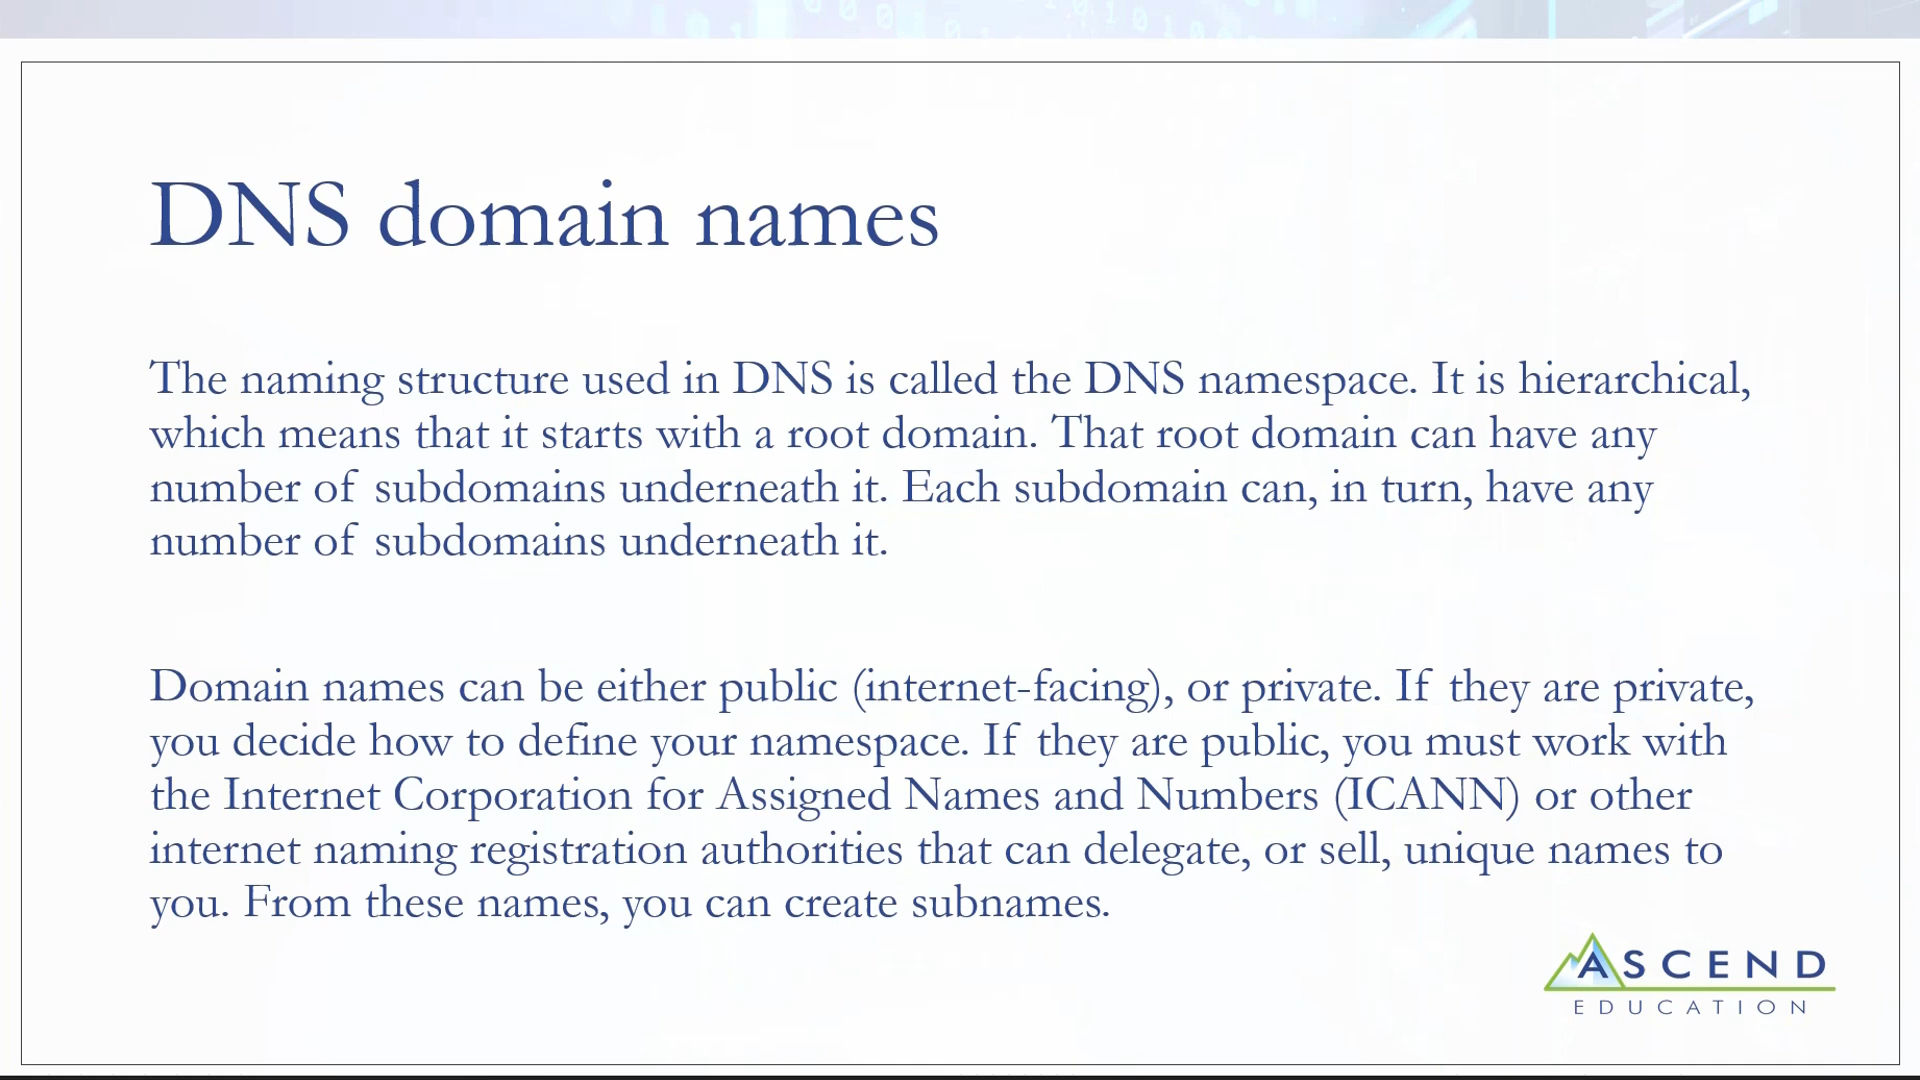 DNS domain names
The naming structure used in DNS is called the DNS namespace. It is hierarchical,
which means that it starts with a root domain. That root domain can have any
number of subdomains underneath it. Each subdomain can, in turn, have any
number of subdomains underneath it.
Domain names can be either public (internet-facing), or private. If they are private,
you decide how to define your namespace. If they are public, you must work with
the Internet Corporation for Assigned Names and Numbers (ICANN) or other
internet naming registration authorities that can delegate, or sell, unique names to
you. From these names, you can create subnames.
ASCEND
EDUCATION